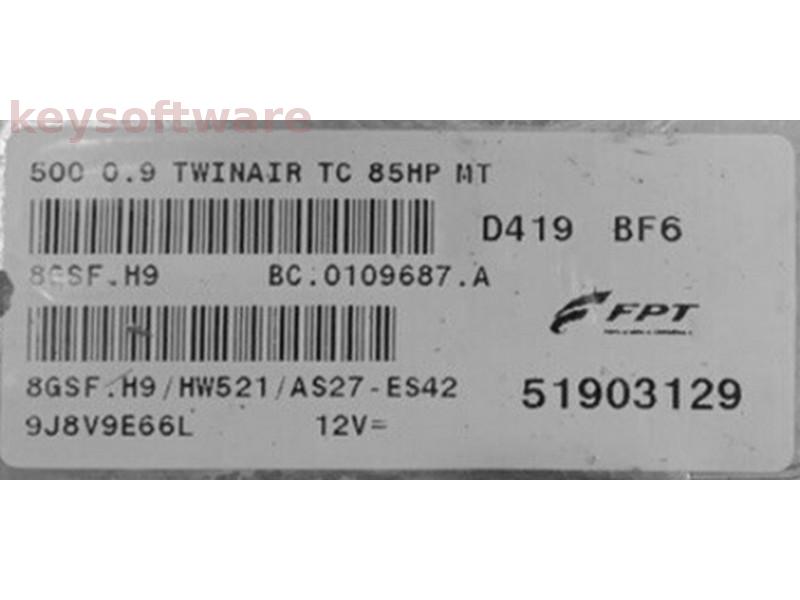 keysoftware
500 0.9 TWINAIR TC 85HP MT
D419 BF6
8GSF.H9 BC.0109687.A
FPT
8GSF.H9/HW521/AS27-ES42
51903129
9J8V9E66L 12V=